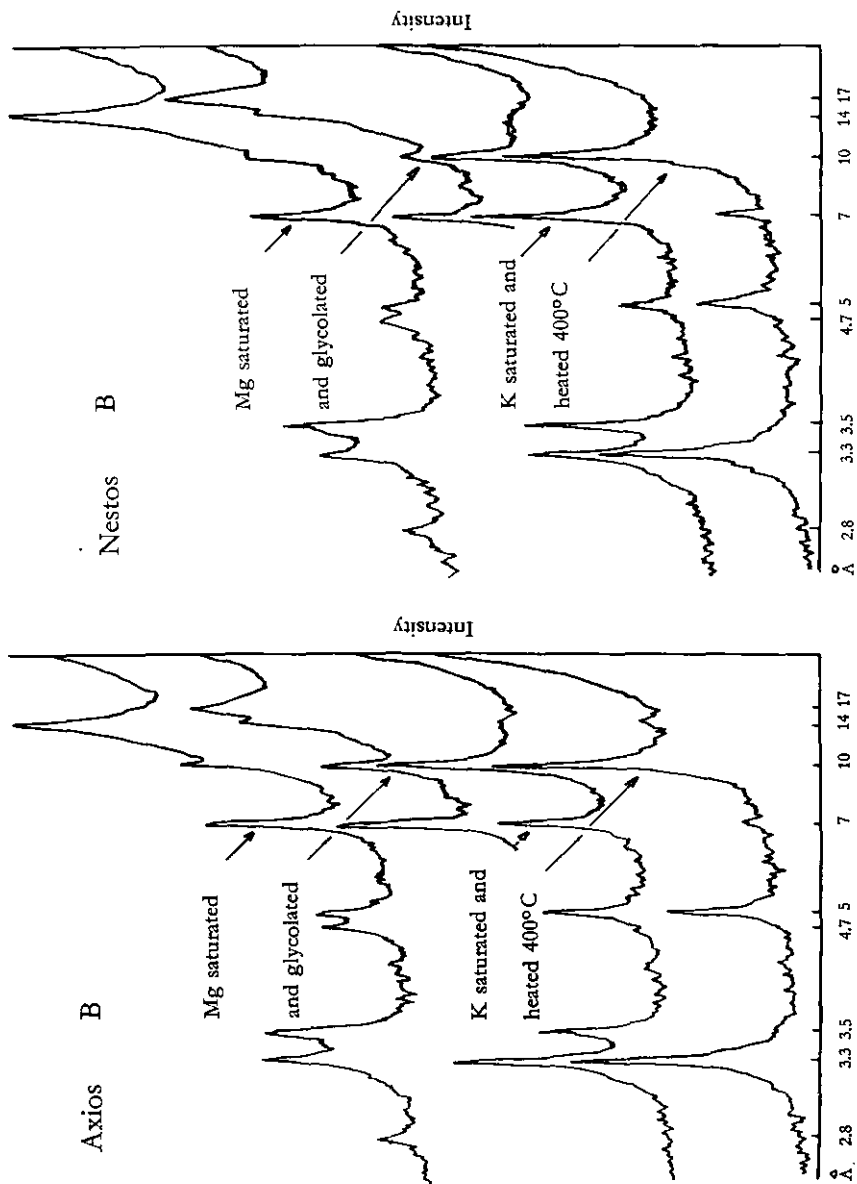 Nestos B
Mg saturated
and glycolated
K saturated and
heated 400°C
Intensity
Å 2.8 3.3 3.5 4.7 5 7 10 14 17
Axios B
Mg saturated
and glycolated
K saturated and
heated 400°C
Intensity
Å 2.8 3.3 3.5 4.7 5 7 10 14 17